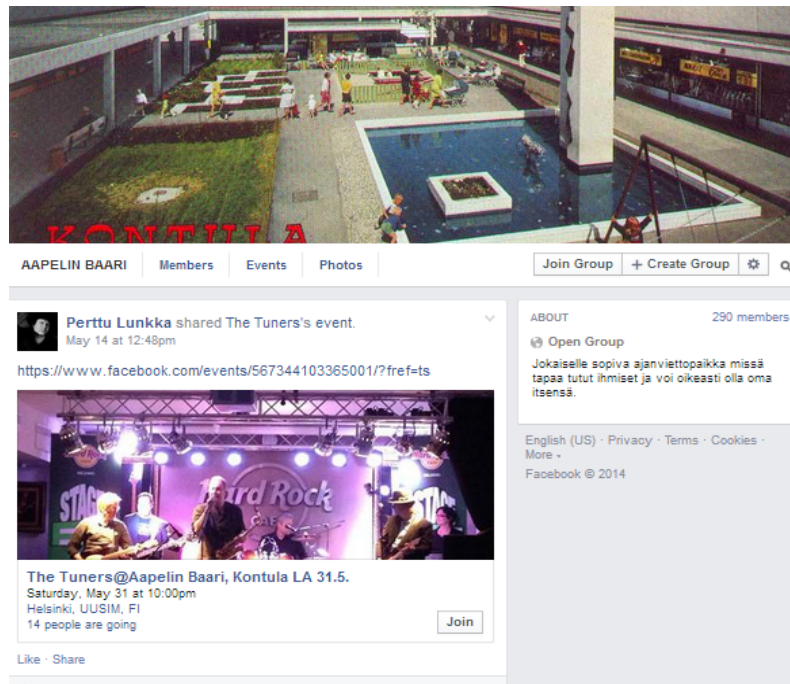 KONTULA
AAPELIN BAARI
Members
Events
Photos
Join Group
+ Create Group
Perttu Lunkka shared The Tuners's event.
May 14 at 12:48pm
https://www.facebook.com/events/567344103365001/?fref=ts
Hard Rock
CAFE
STAGE
STAGE
The Tuners@Aapelin Baari, Kontula LA 31.5.
Saturday, May 31 at 10:00pm
Helsinki, UUSIM, FI
14 people are going
Join
Like · Share
ABOUT
290 members
Open Group
Jokaiselle sopiva ajanviettopaikka missä
tapaa tutut ihmiset ja voi oikeasti olla oma
itsensä.
English (US) · Privacy · Terms · Cookies ·
More
Facebook © 2014